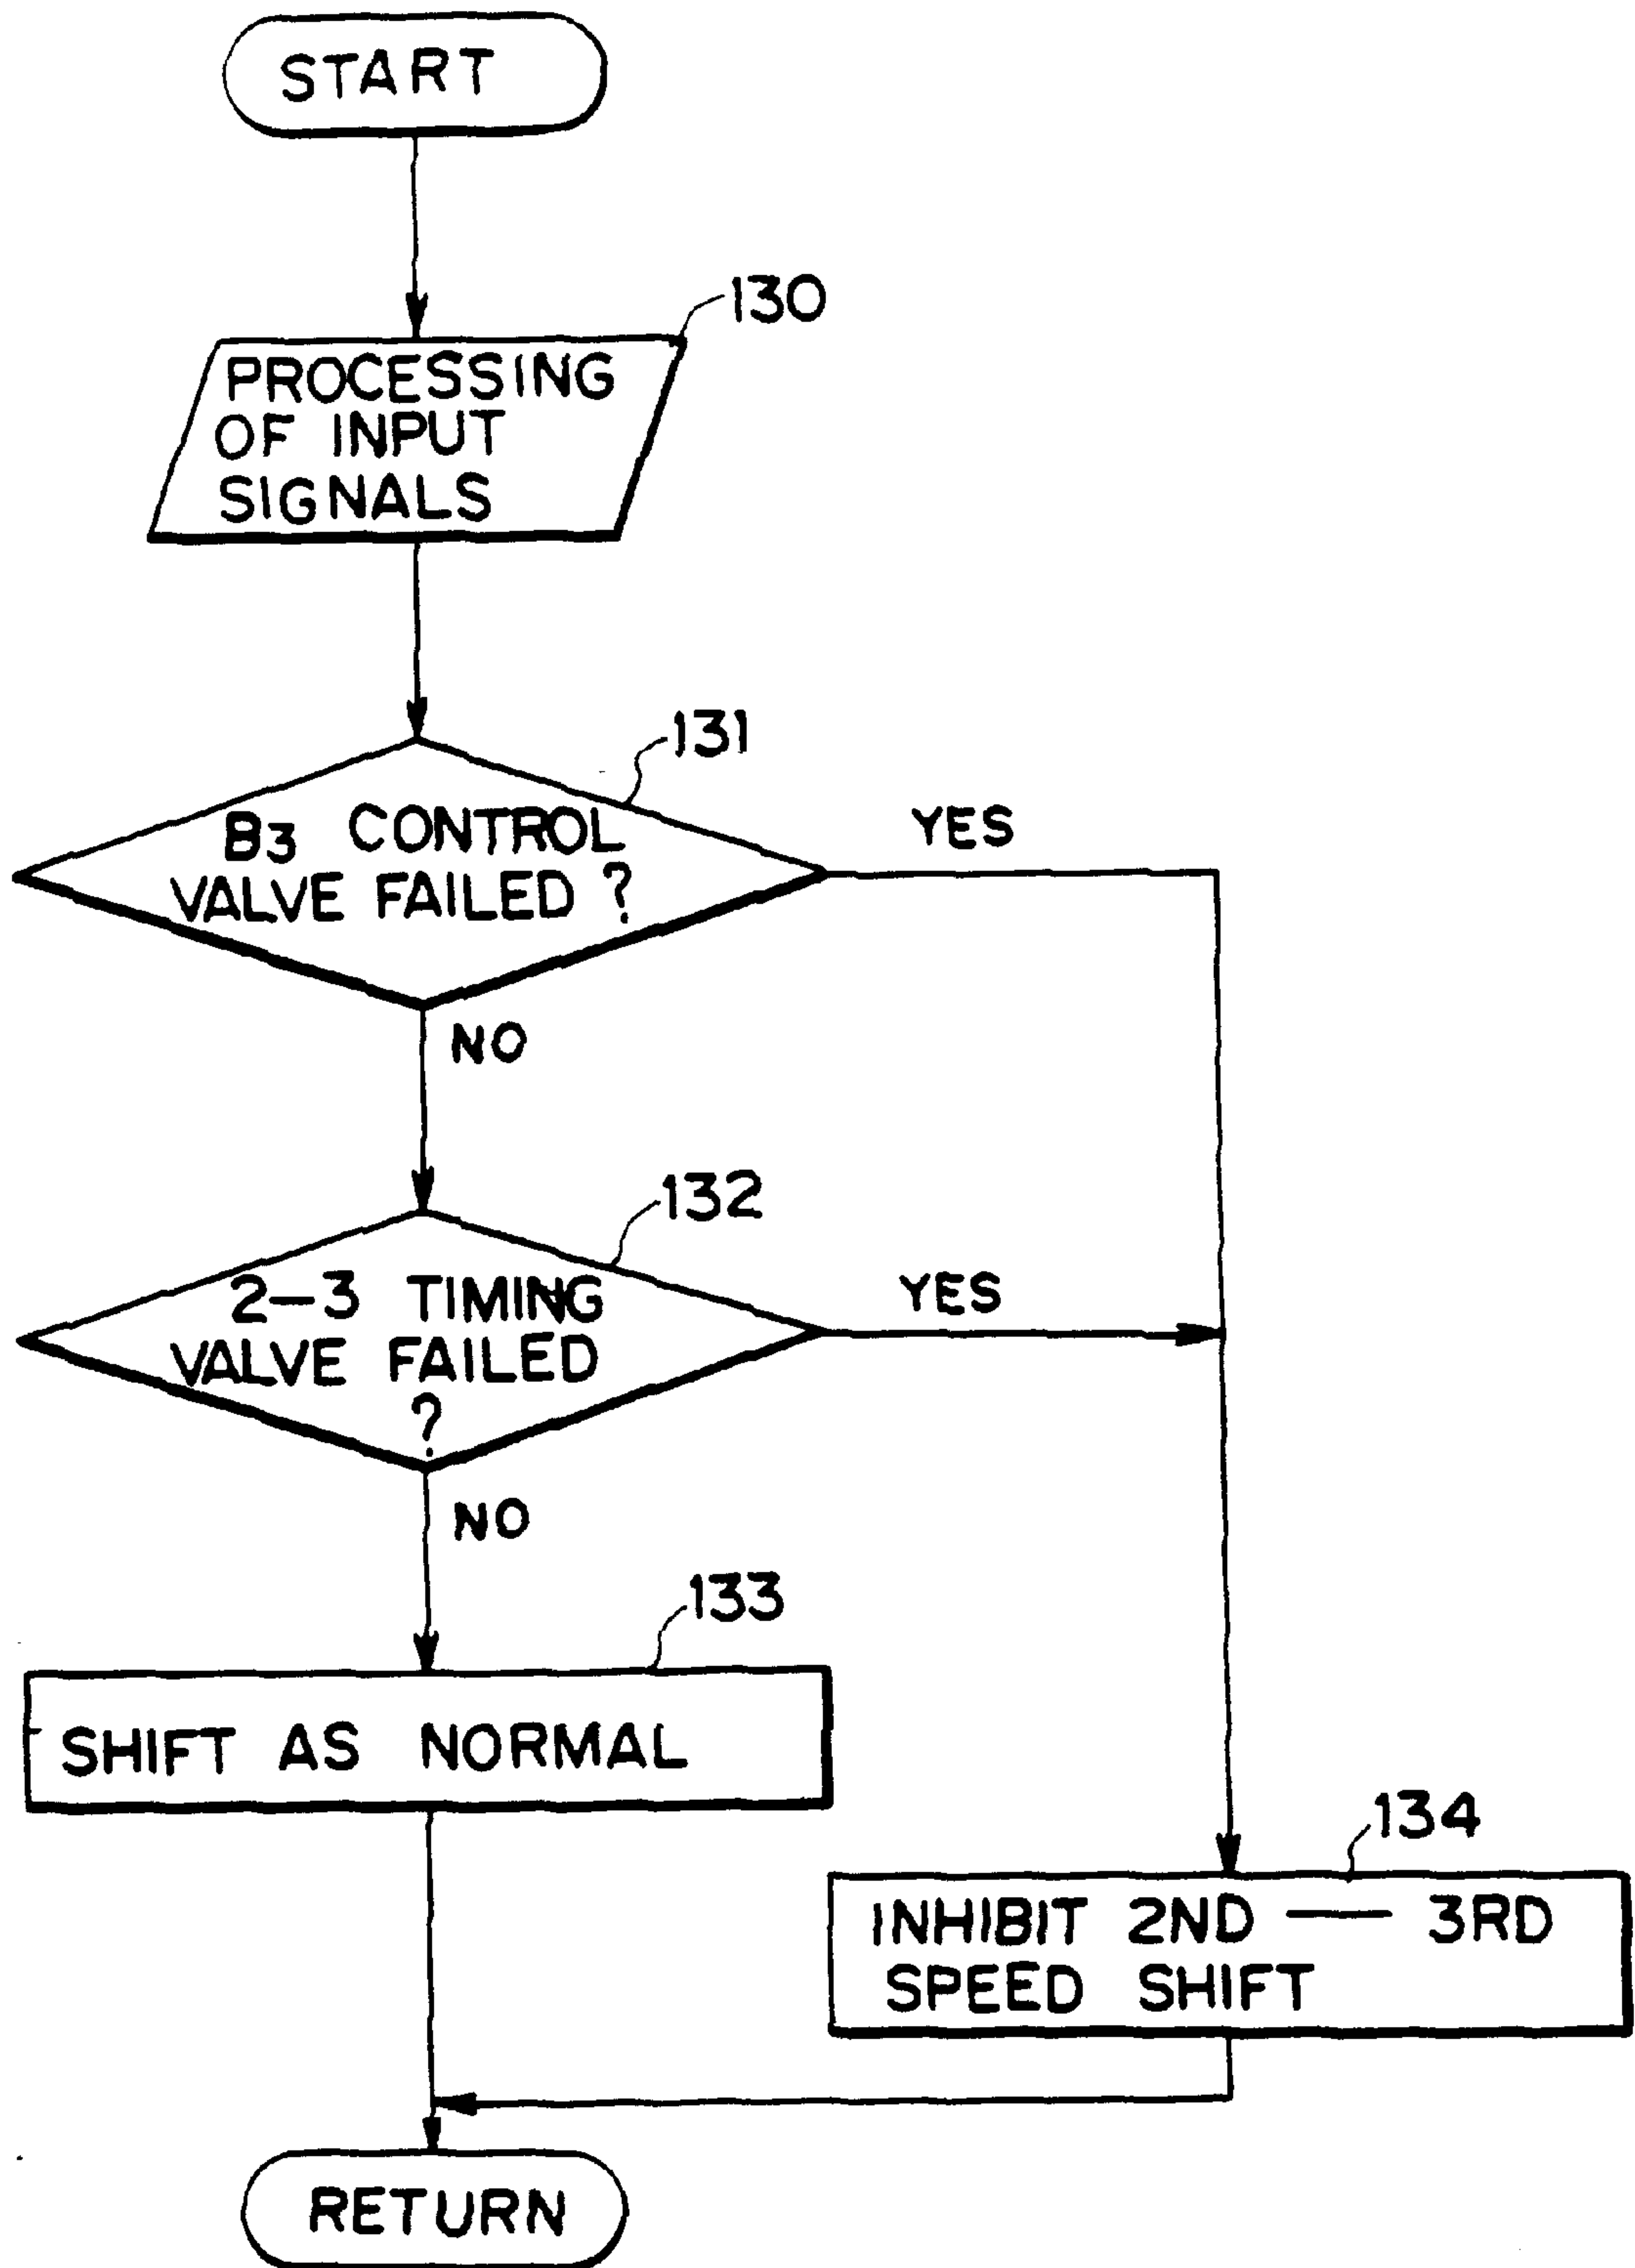 START
130
PROCESSING
OF INPUT
SIGNALS
131
B3 CONTROL
VALVE FAILED ?
YES
NO
132
2-3 TIMING
VALVE FAILED
?
YES
NO
133
SHIFT AS NORMAL
134
INHIBIT 2ND — 3RD
SPEED SHIFT
RETURN